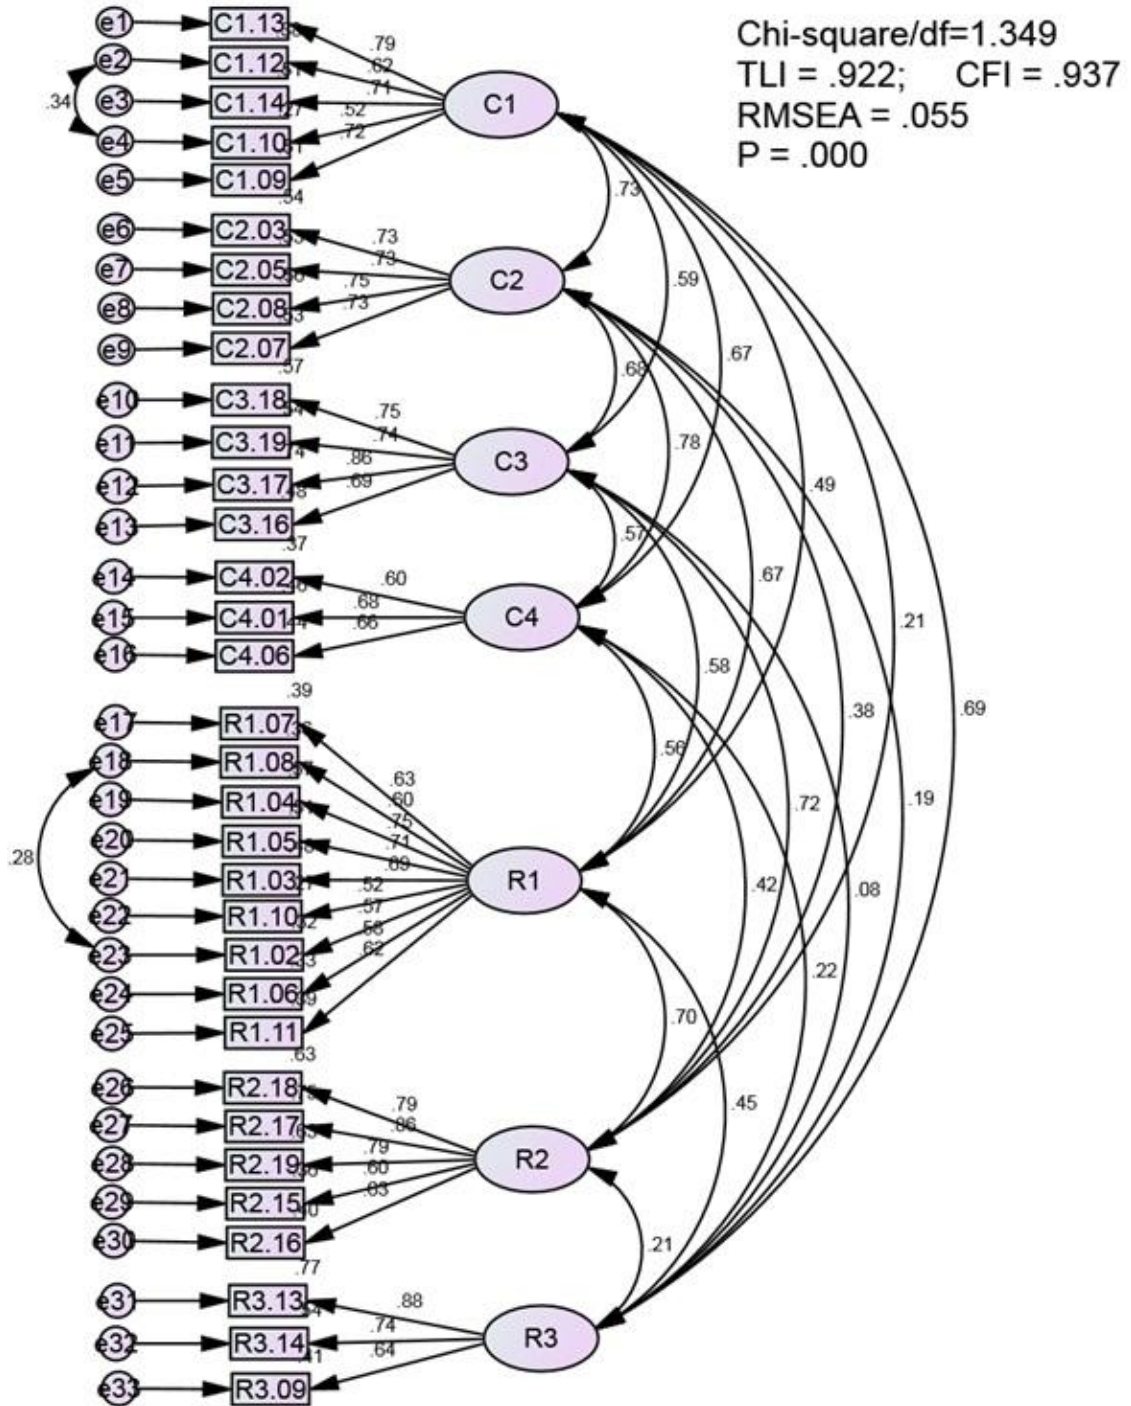 Chi-square/df=1.349
TLI = .922; CFI = .937
RMSEA = .055
P = .000
e1 C1.13 .79
e2 C1.12 .62
e3 C1.14 .71
e4 C1.10 .52
e5 C1.09 .72
.34
C1
.54
e6 C2.03 .73
e7 C2.05 .73
e8 C2.08 .75
e9 C2.07 .73
C2
.57
e10 C3.18 .75
e11 C3.19 .74
e12 C3.17 .86
e13 C3.16 .69
C3
.37
e14 C4.02 .60
e15 C4.01 .68
e16 C4.06 .66
C4
.39
e17 R1.07 .63
e18 R1.08 .60
e19 R1.04 .75
e20 R1.05 .71
e21 R1.03 .69
e22 R1.10 .52
e23 R1.02 .57
e24 R1.06
e25 R1.11 .62
.28
R1
.63
e26 R2.18 .79
e27 R2.17 .86
e28 R2.19 .79
e29 R2.15 .60
e30 R2.16 .63
R2
.77
e31 R3.13 .88
e32 R3.14 .74
e33 R3.09 .64
R3
.73
.59
.67
.68
.78
.49
.57
.67
.21
.58
.38
.69
.56
.72
.19
.42
.08
.22
.70
.45
.21